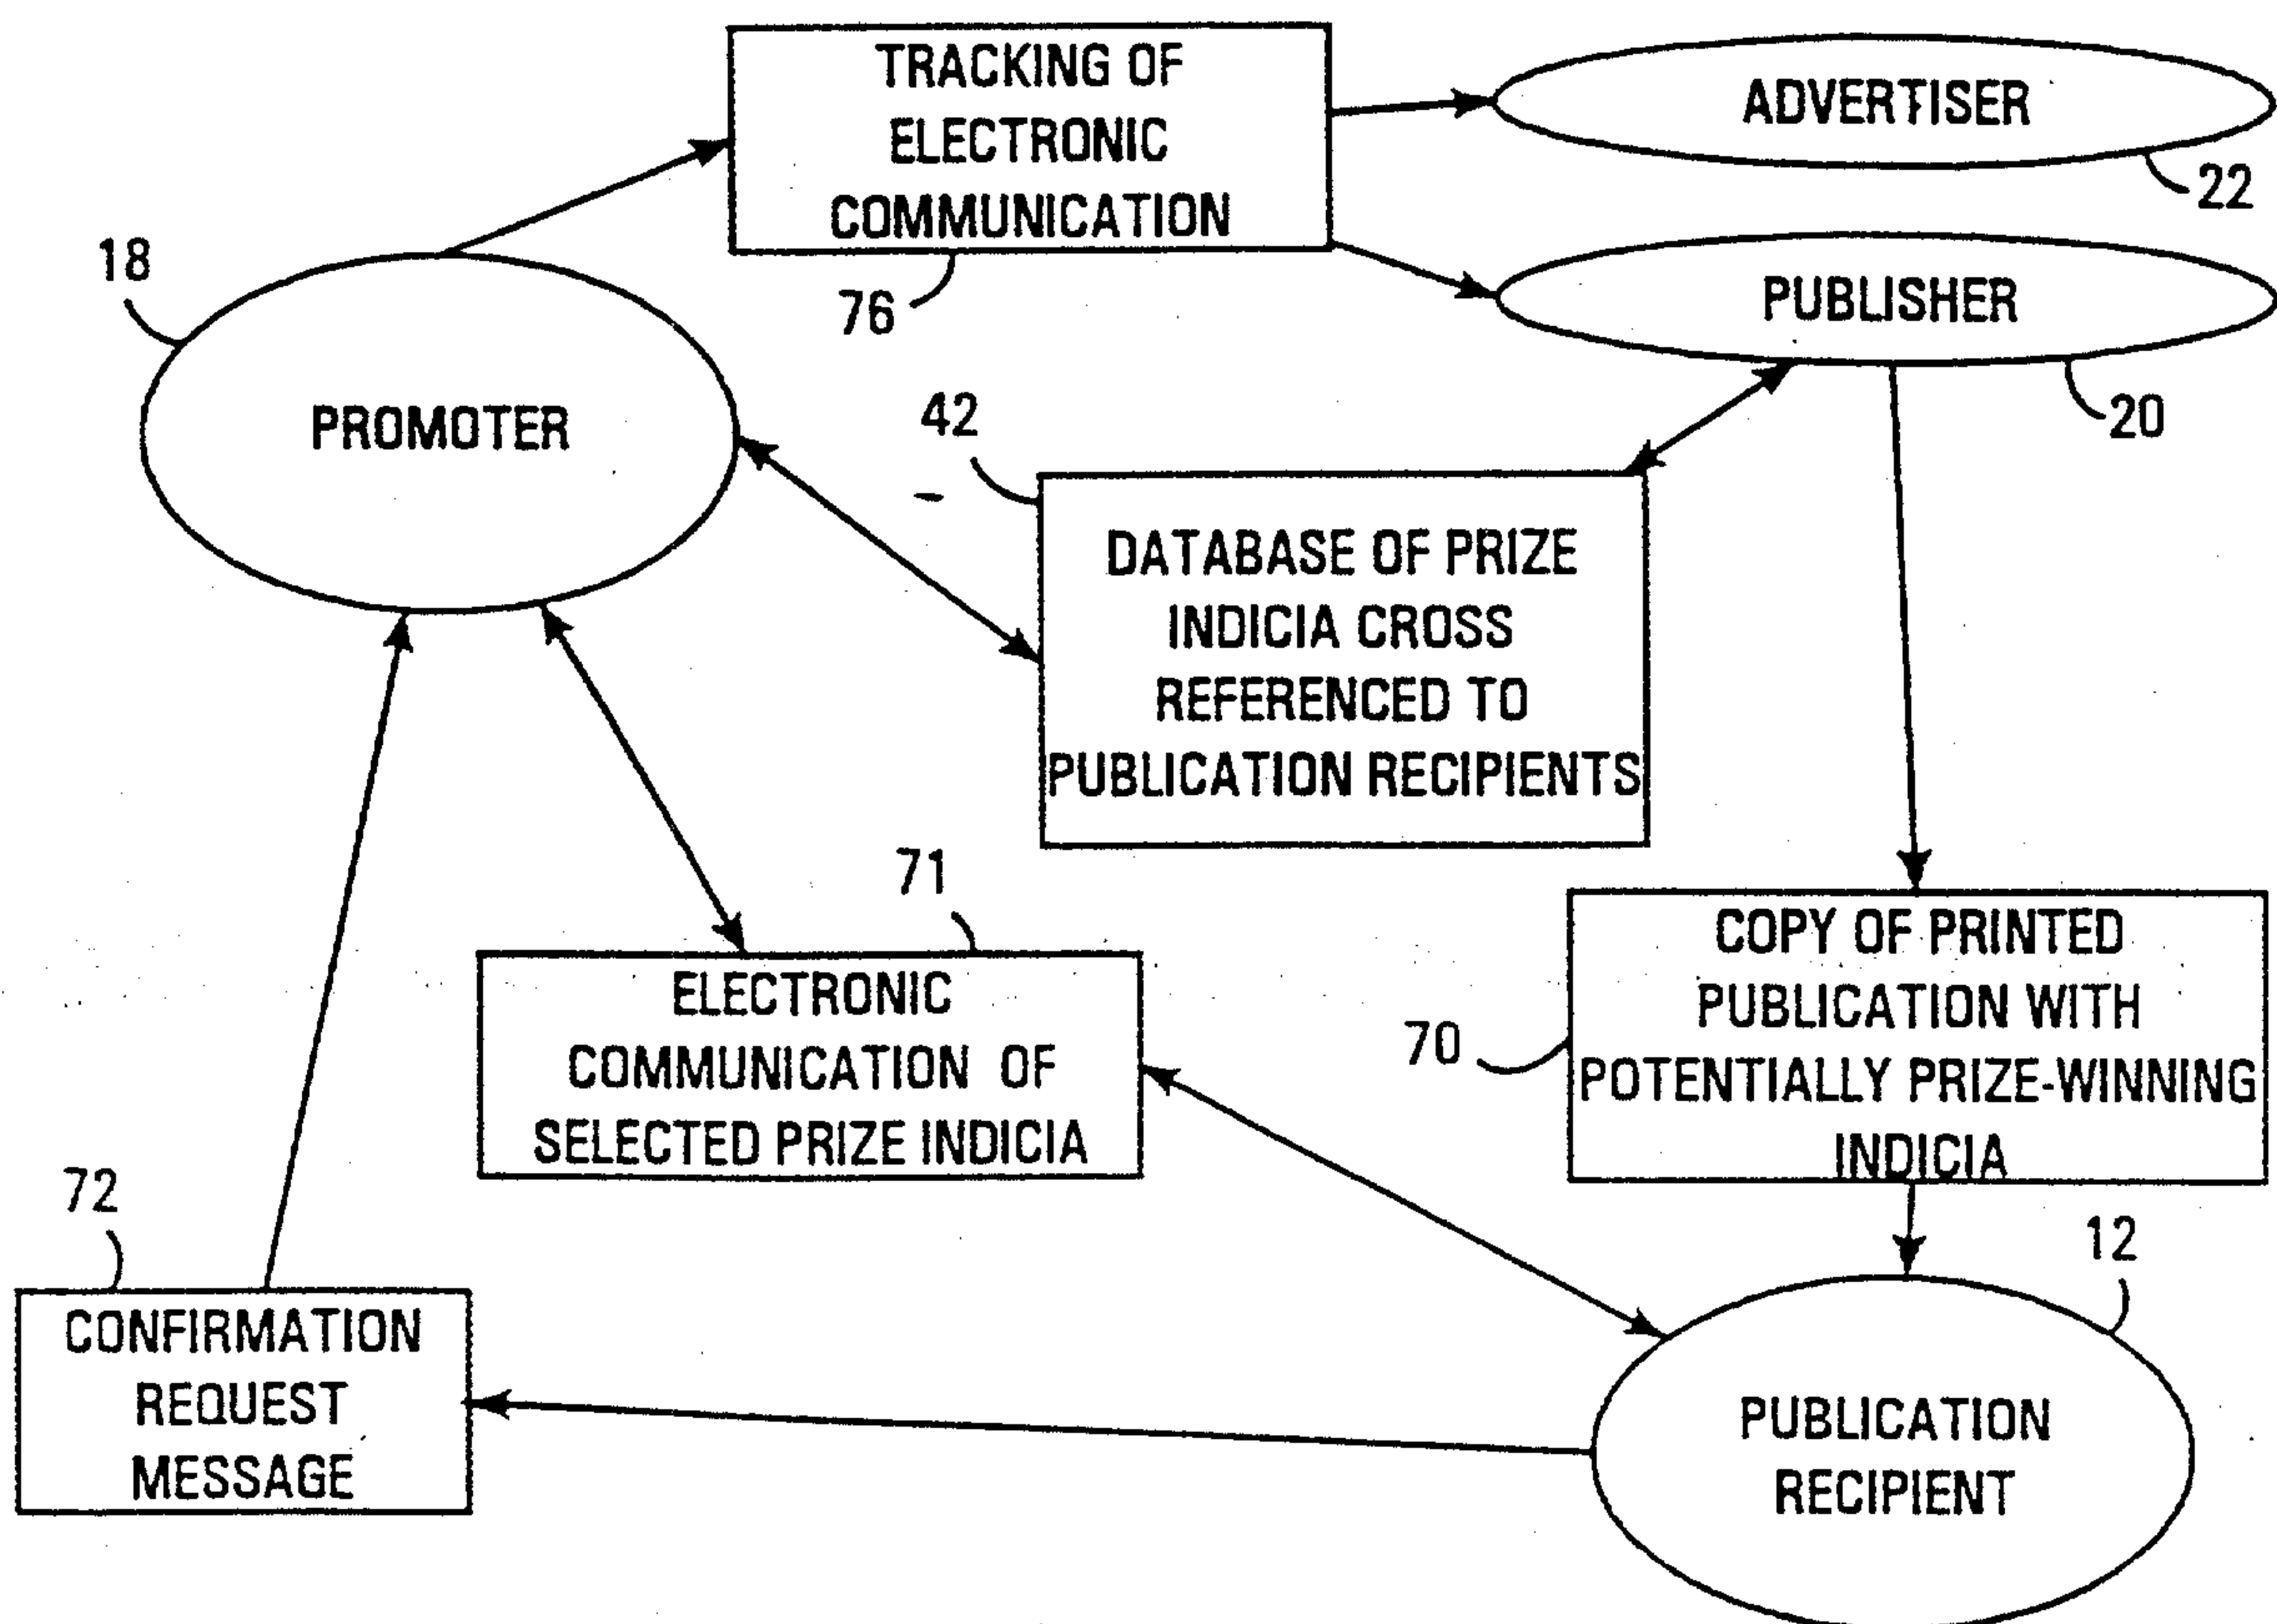 TRACKING OF
ELECTRONIC
COMMUNICATION
76
ADVERTISER
22
PUBLISHER
20
18
PROMOTER
42
DATABASE OF PRIZE
INDICIA CROSS
REFERENCED TO
PUBLICATION RECIPIENTS
71
ELECTRONIC
COMMUNICATION OF
SELECTED PRIZE INDICIA
70
COPY OF PRINTED
PUBLICATION WITH
POTENTIALLY PRIZE-WINNING
INDICIA
72
CONFIRMATION
REQUEST
MESSAGE
12
PUBLICATION
RECIPIENT